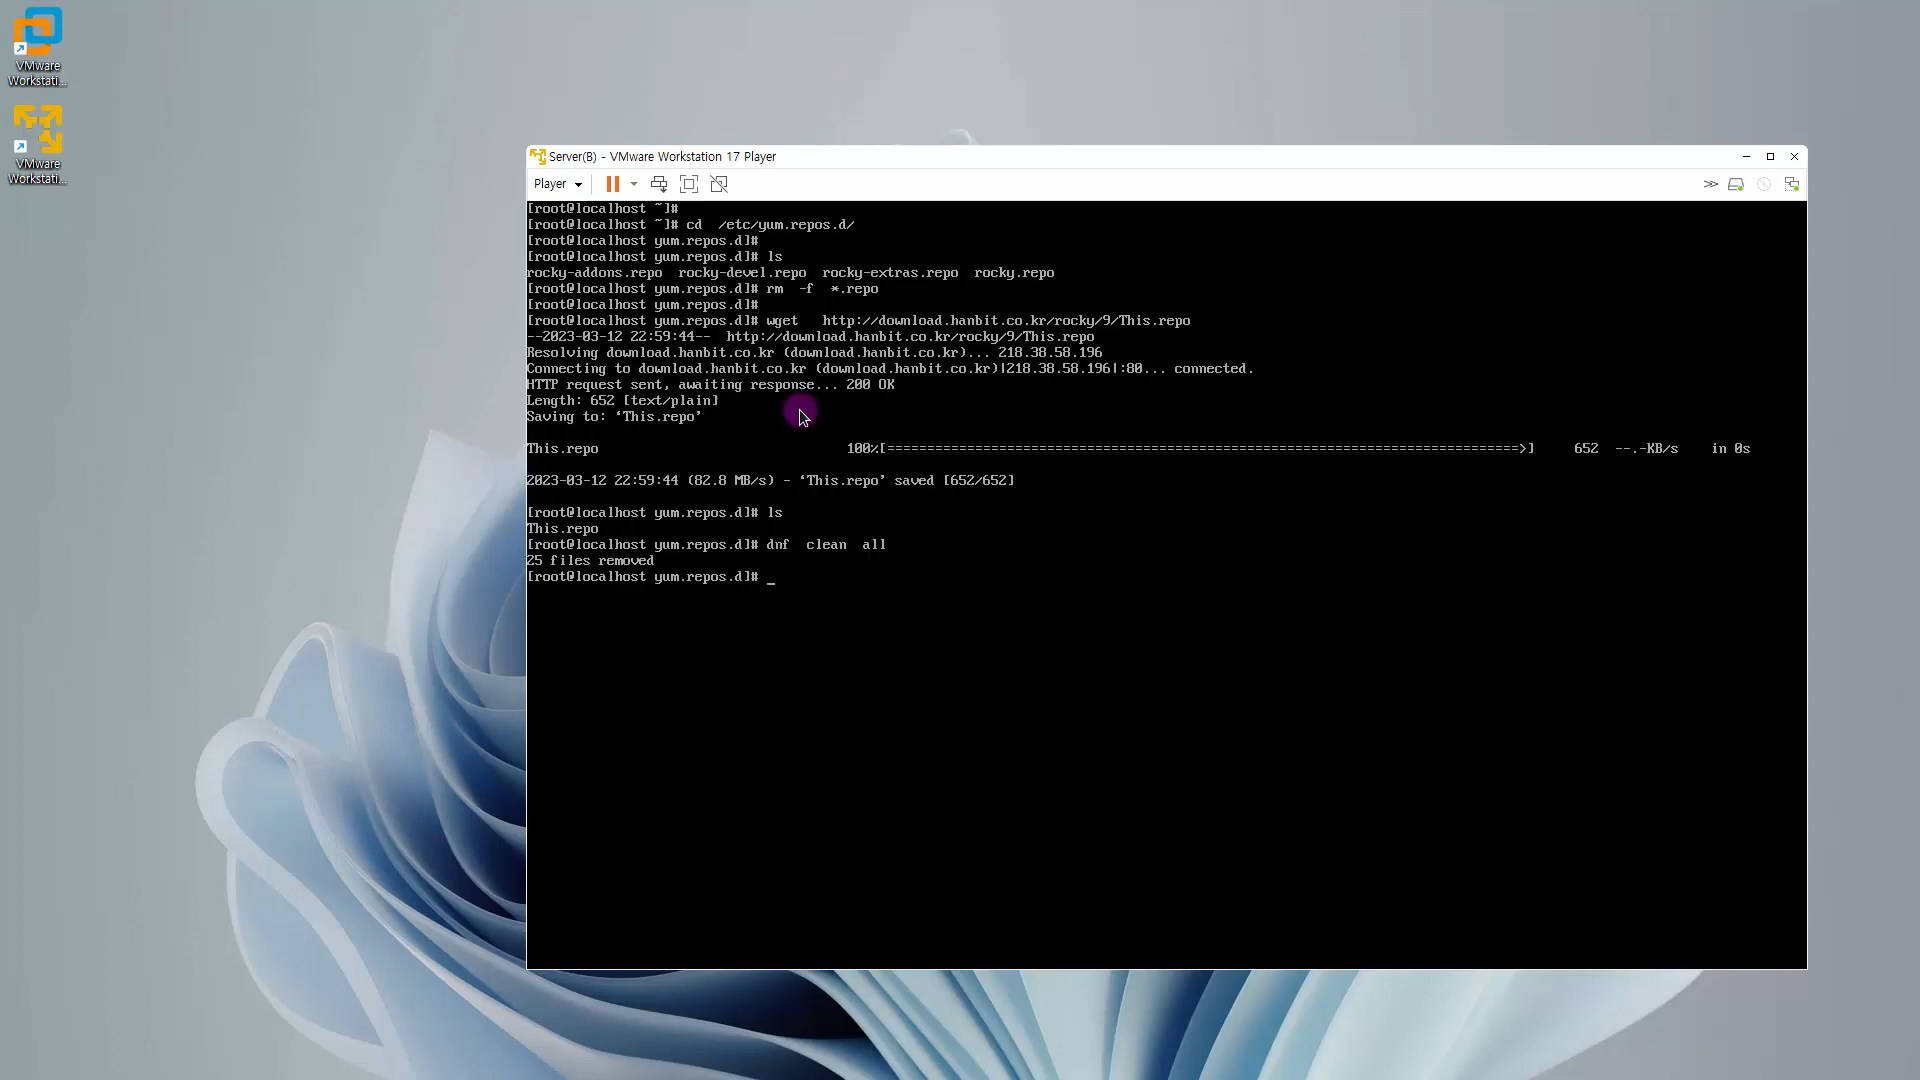 VMware
Workstati...
VMware
Workstati...
Server(B) - VMware Workstation 17 Player
Player
[root@localhost ~]#
[root@localhost ~]# cd  /etc/yum.repos.d/
[root@localhost yum.repos.d]#
[root@localhost yum.repos.d]# ls
rocky-addons.repo  rocky-devel.repo  rocky-extras.repo  rocky.repo
[root@localhost yum.repos.d]# rm  -f  *.repo
[root@localhost yum.repos.d]#
[root@localhost yum.repos.d]# wget   http://download.hanbit.co.kr/rocky/9/This.repo
--2023-03-12 22:59:44--  http://download.hanbit.co.kr/rocky/9/This.repo
Resolving download.hanbit.co.kr (download.hanbit.co.kr)... 218.38.58.196
Connecting to download.hanbit.co.kr (download.hanbit.co.kr)|218.38.58.196|:80... connected.
HTTP request sent, awaiting response... 200 OK
Length: 652 [text/plain]
Saving to: ‘This.repo’
This.repo                      100%[===============================================================================>]     652  --.-KB/s    in 0s
2023-03-12 22:59:44 (82.8 MB/s) - ‘This.repo’ saved [652/652]
[root@localhost yum.repos.d]# ls
This.repo
[root@localhost yum.repos.d]# dnf  clean  all
25 files removed
[root@localhost yum.repos.d]# _